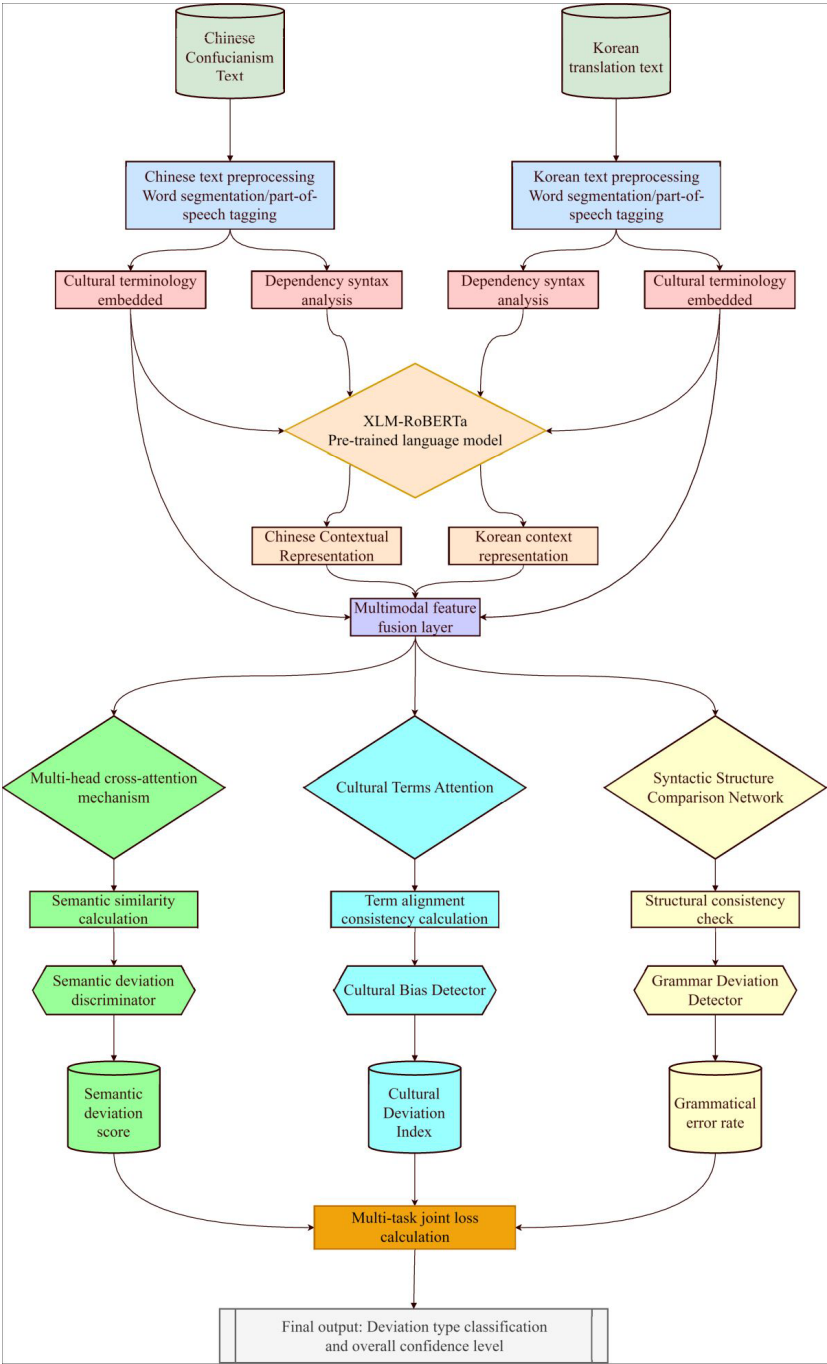 Chinese
Confucianism
Text
Korean
translation text
Chinese text preprocessing
Word segmentation/part-of-
speech tagging
Korean text preprocessing
Word segmentation/part-of-
speech tagging
Cultural terminology
embedded
Dependency syntax
analysis
Dependency syntax
analysis
Cultural terminology
embedded
XLM-RoBERTa
Pre-trained language model
Chinese Contextual
Representation
Korean context
representation
Multimodal feature
fusion layer
Multi-head cross-attention
mechanism
Cultural Terms Attention
Syntactic Structure
Comparison Network
Semantic similarity
calculation
Term alignment
consistency calculation
Structural consistency
check
Semantic deviation
discriminator
Cultural Bias Detector
Grammar Deviation
Detector
Semantic
deviation
score
Cultural
Deviation
Index
Grammatical
error rate
Multi-task joint loss
calculation
Final output: Deviation type classification
and overall confidence level